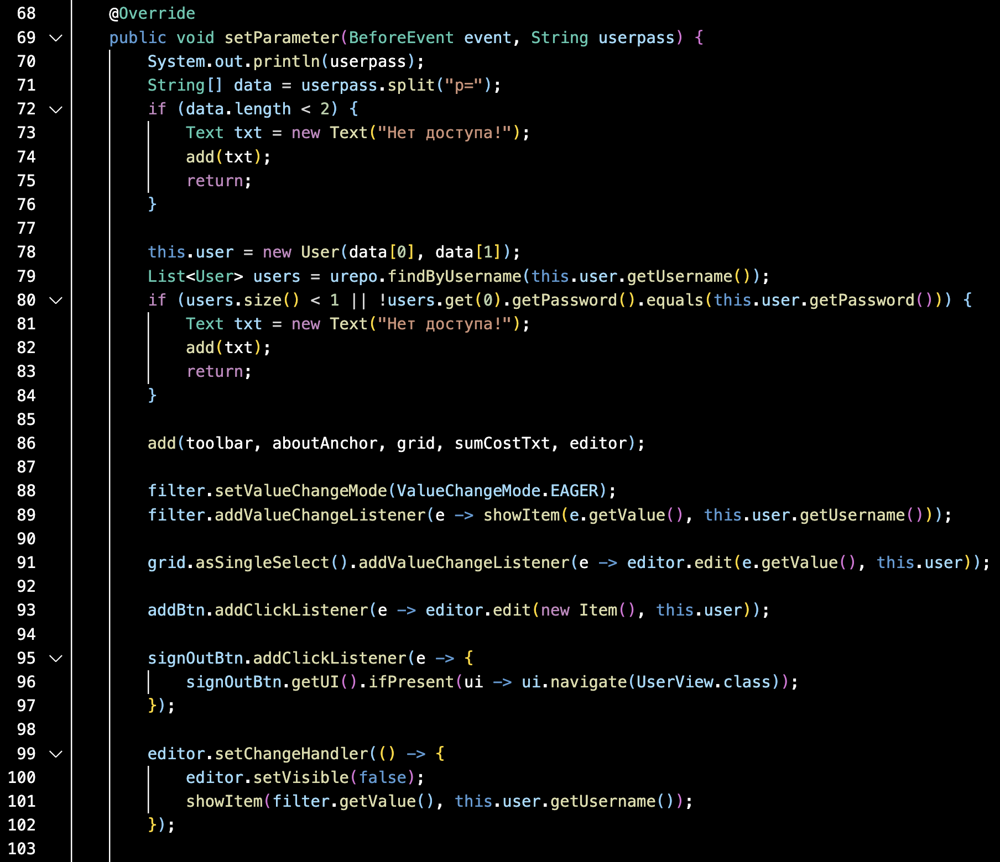 68 @Override
69 public void setParameter(BeforeEvent event, String userpass) {
70 System.out.println(userpass);
71 String[] data = userpass.split("p=");
72 if (data.length < 2) {
73 Text txt = new Text("Нет доступа!");
74 add(txt);
75 return;
76 }
77
78 this.user = new User(data[0], data[1]);
79 List<User> users = urepo.findByUsername(this.user.getUsername());
80 if (users.size() < 1 || !users.get(0).getPassword().equals(this.user.getPassword())) {
81 Text txt = new Text("Нет доступа!");
82 add(txt);
83 return;
84 }
85
86 add(toolbar, aboutAnchor, grid, sumCostTxt, editor);
87
88 filter.setValueChangeMode(ValueChangeMode.EAGER);
89 filter.addValueChangeListener(e -> showItem(e.getValue(), this.user.getUsername()));
90
91 grid.asSingleSelect().addValueChangeListener(e -> editor.edit(e.getValue(), this.user));
92
93 addBtn.addClickListener(e -> editor.edit(new Item(), this.user));
94
95 signOutBtn.addClickListener(e -> {
96 signOutBtn.getUI().ifPresent(ui -> ui.navigate(UserView.class));
97 });
98
99 editor.setChangeHandler(() -> {
100 editor.setVisible(false);
101 showItem(filter.getValue(), this.user.getUsername());
102 });
103